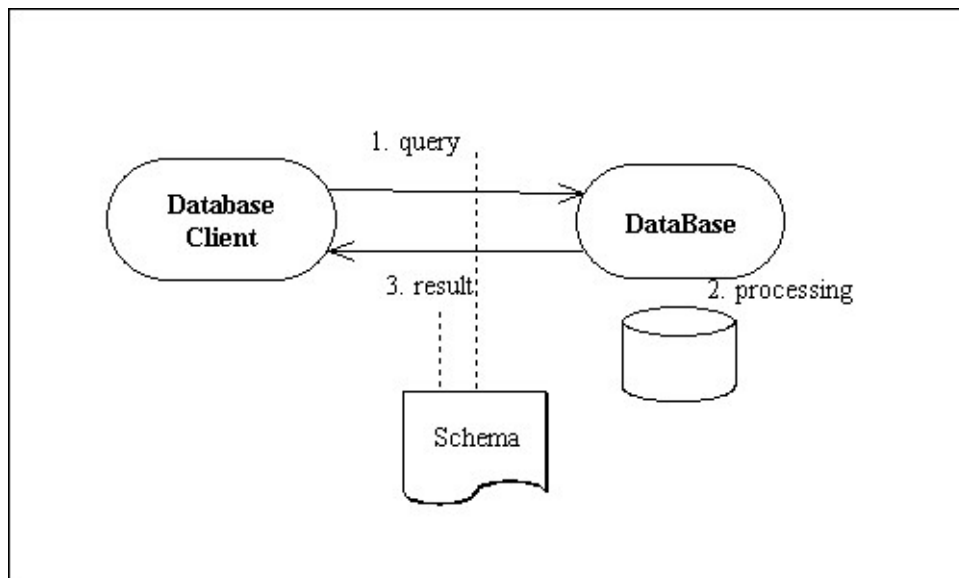 1. query
Database
Client
DataBase
3. result
2. processing
Schema